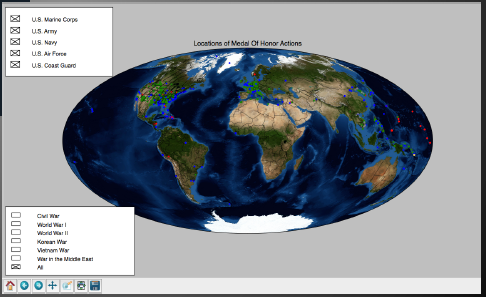 U.S. Marine Corps
U.S. Army
U.S. Navy
U.S. Air Force
U.S. Coast Guard
Locations of Medal Of Honor Actions
Civil War
World War I
World War II
Korean War
Vietnam War
War in the Middle East
All